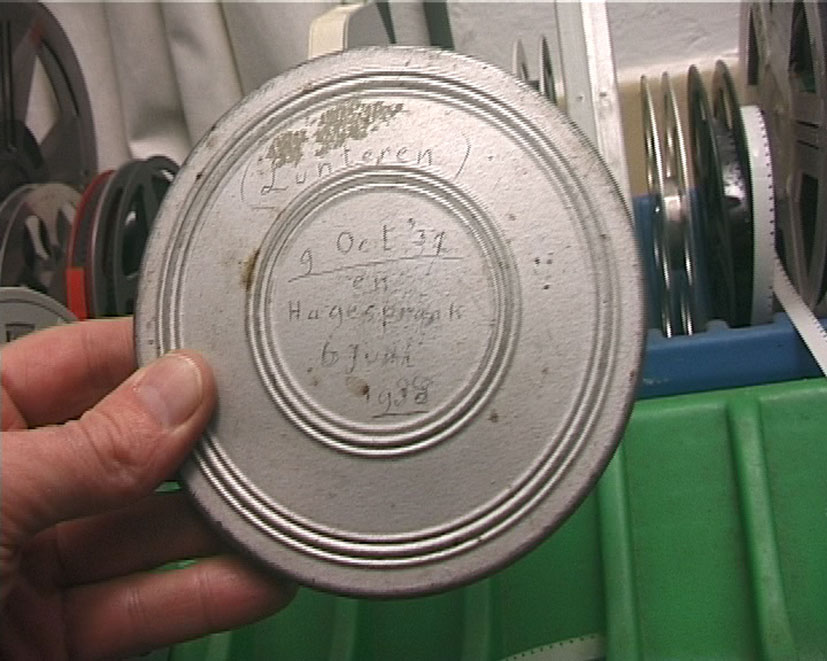 (Lunteren)
9 Oct '37
en
Hagespraak
6 Juni
1938